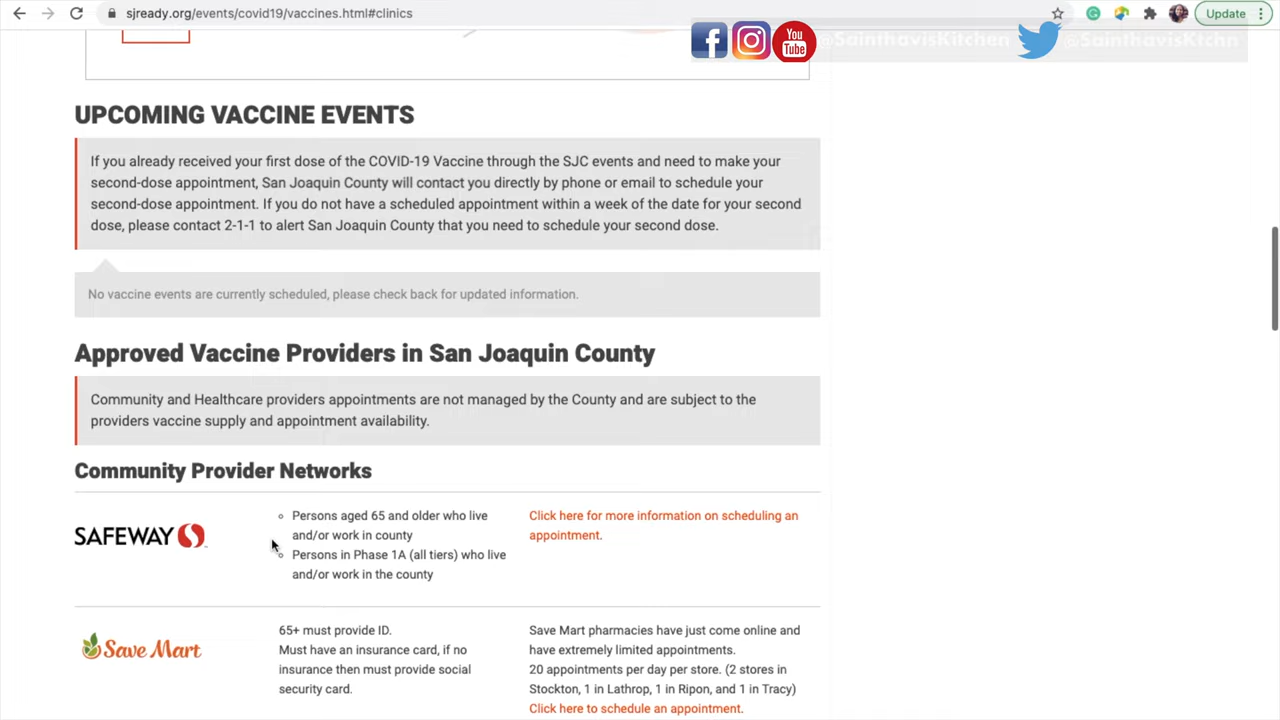 sjready.org/events/covid19/vaccines.html#clinics
Update
You
Tube
@SainthavisKitchen
@SainthavisKtchn
UPCOMING VACCINE EVENTS
If you already received your first dose of the COVID-19 Vaccine through the SJC events and need to make your
second-dose appointment, San Joaquin County will contact you directly by phone or email to schedule your
second-dose appointment. If you do not have a scheduled appointment within a week of the date for your second
dose, please contact 2-1-1 to alert San Joaquin County that you need to schedule your second dose.
No vaccine events are currently scheduled, please check back for updated information.
Approved Vaccine Providers in San Joaquin County
Community and Healthcare providers appointments are not managed by the County and are subject to the
providers vaccine supply and appointment availability.
Community Provider Networks
SAFEWAY
Persons aged 65 and older who live
and/or work in county
Persons in Phase 1A (all tiers) who live
and/or work in the county
Click here for more information on scheduling an
appointment.
Save Mart
65+ must provide ID.
Must have an insurance card, if no
insurance then must provide social
security card.
Save Mart pharmacies have just come online and
have extremely limited appointments.
20 appointments per day per store. (2 stores in
Stockton, 1 in Lathrop, 1 in Ripon, and 1 in Tracy)
Click here to schedule an appointment.